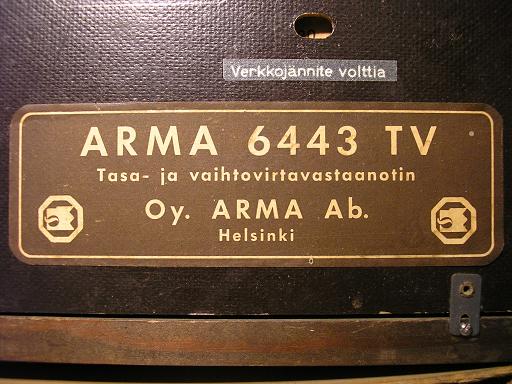 Verkkojännite volttia
ARMA 6443 TV
Tasa- ja vaihtovirtavastaanotin
Oy. ARMA Ab.
Helsinki